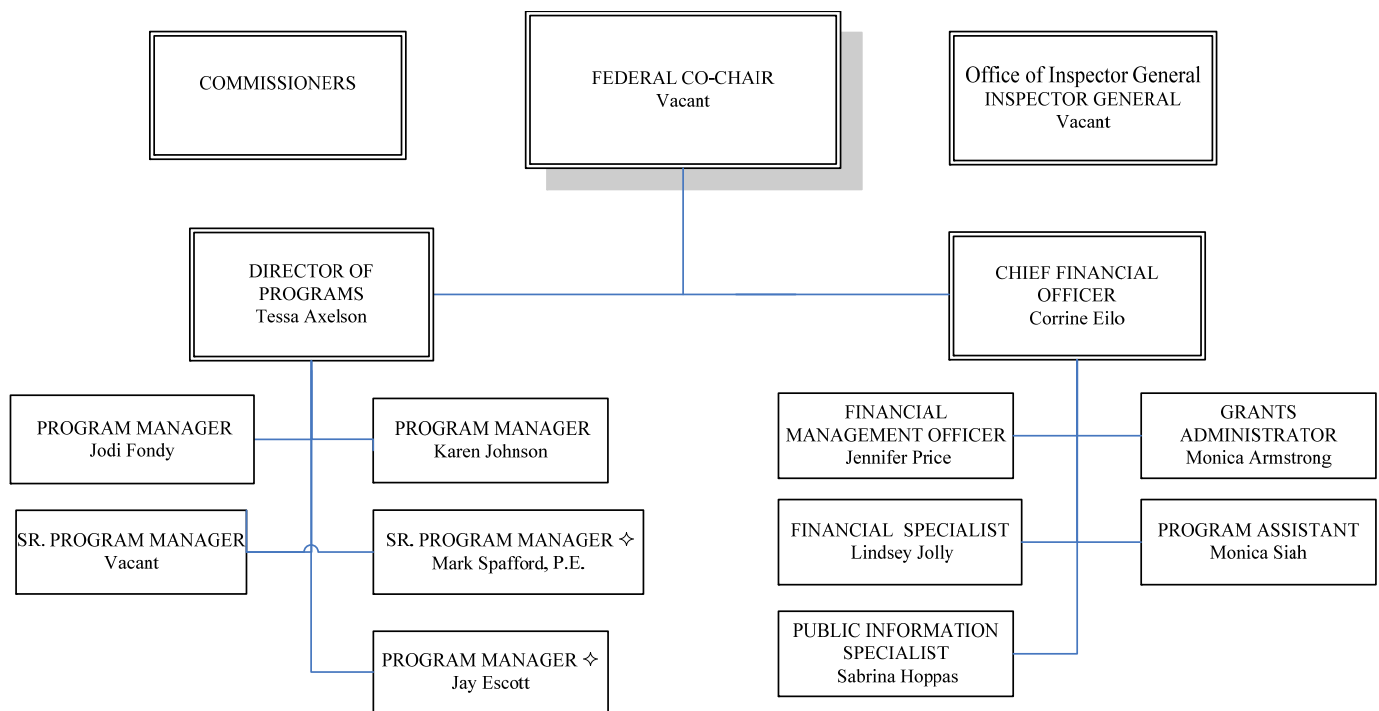 COMMISSIONERS
FEDERAL CO-CHAIR
Vacant
Office of Inspector General
INSPECTOR GENERAL
Vacant
DIRECTOR OF
PROGRAMS
Tessa Axelson
CHIEF FINANCIAL
OFFICER
Corrine Eilo
PROGRAM MANAGER
Jodi Fondy
PROGRAM MANAGER
Karen Johnson
FINANCIAL
MANAGEMENT OFFICER
Jennifer Price
GRANTS
ADMINISTRATOR
Monica Armstrong
SR. PROGRAM MANAGER
Vacant
SR. PROGRAM MANAGER ✧
Mark Spafford, P.E.
FINANCIAL SPECIALIST
Lindsey Jolly
PROGRAM ASSISTANT
Monica Siah
PROGRAM MANAGER ✧
Jay Escott
PUBLIC INFORMATION
SPECIALIST
Sabrina Hoppas